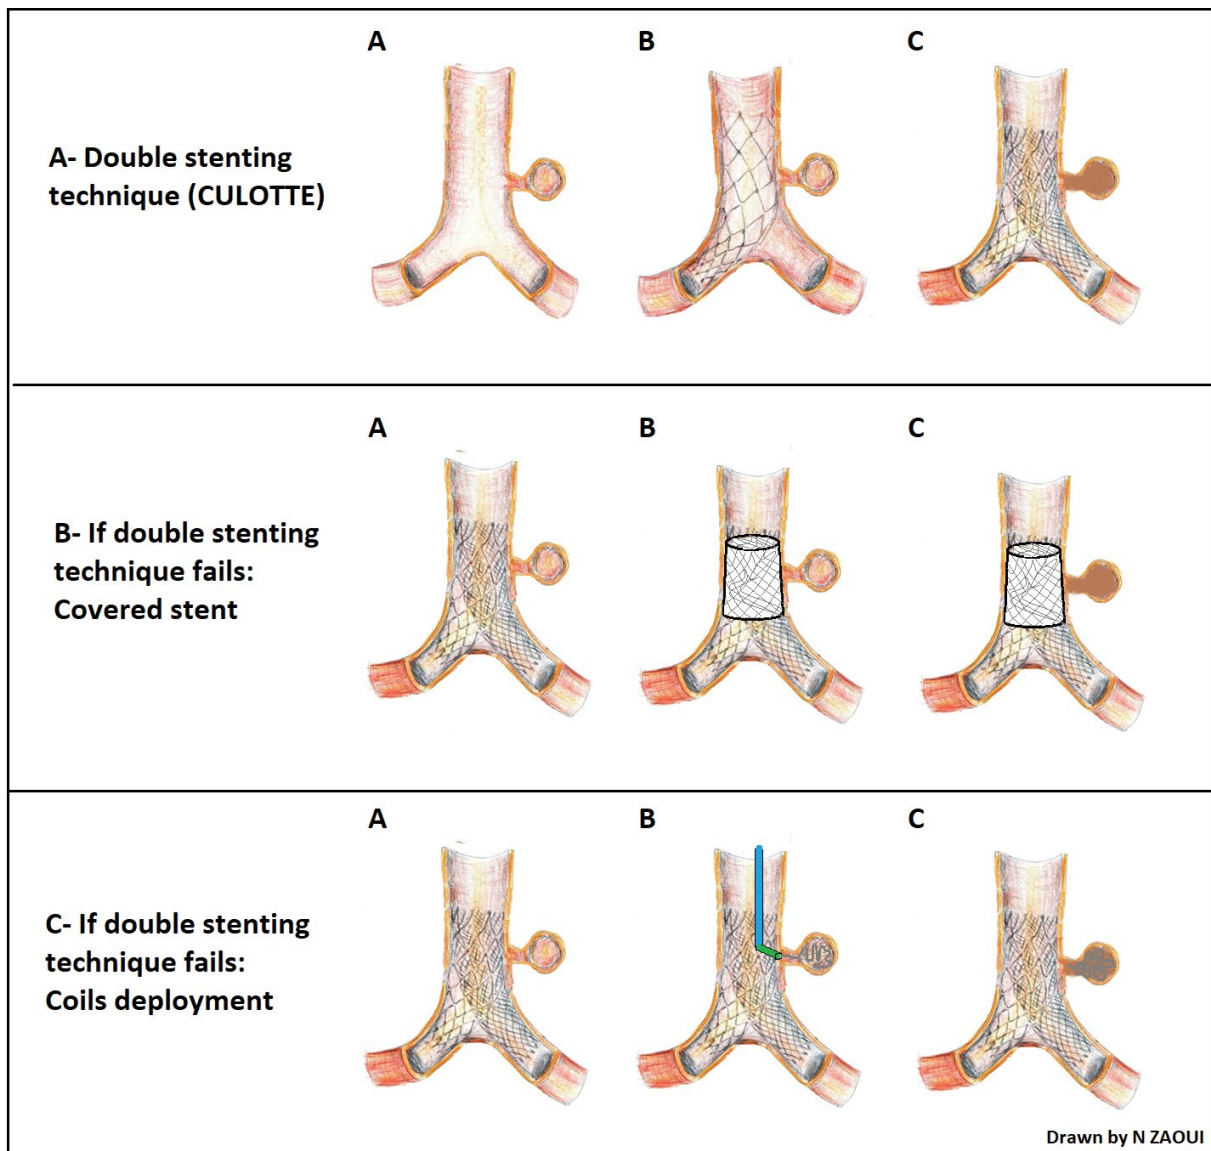 A B C
A- Double stenting
technique (CULOTTE)
A B C
B- If double stenting
technique fails:
Covered stent
A B C
C- If double stenting
technique fails:
Coils deployment
Drawn by N ZAOUI